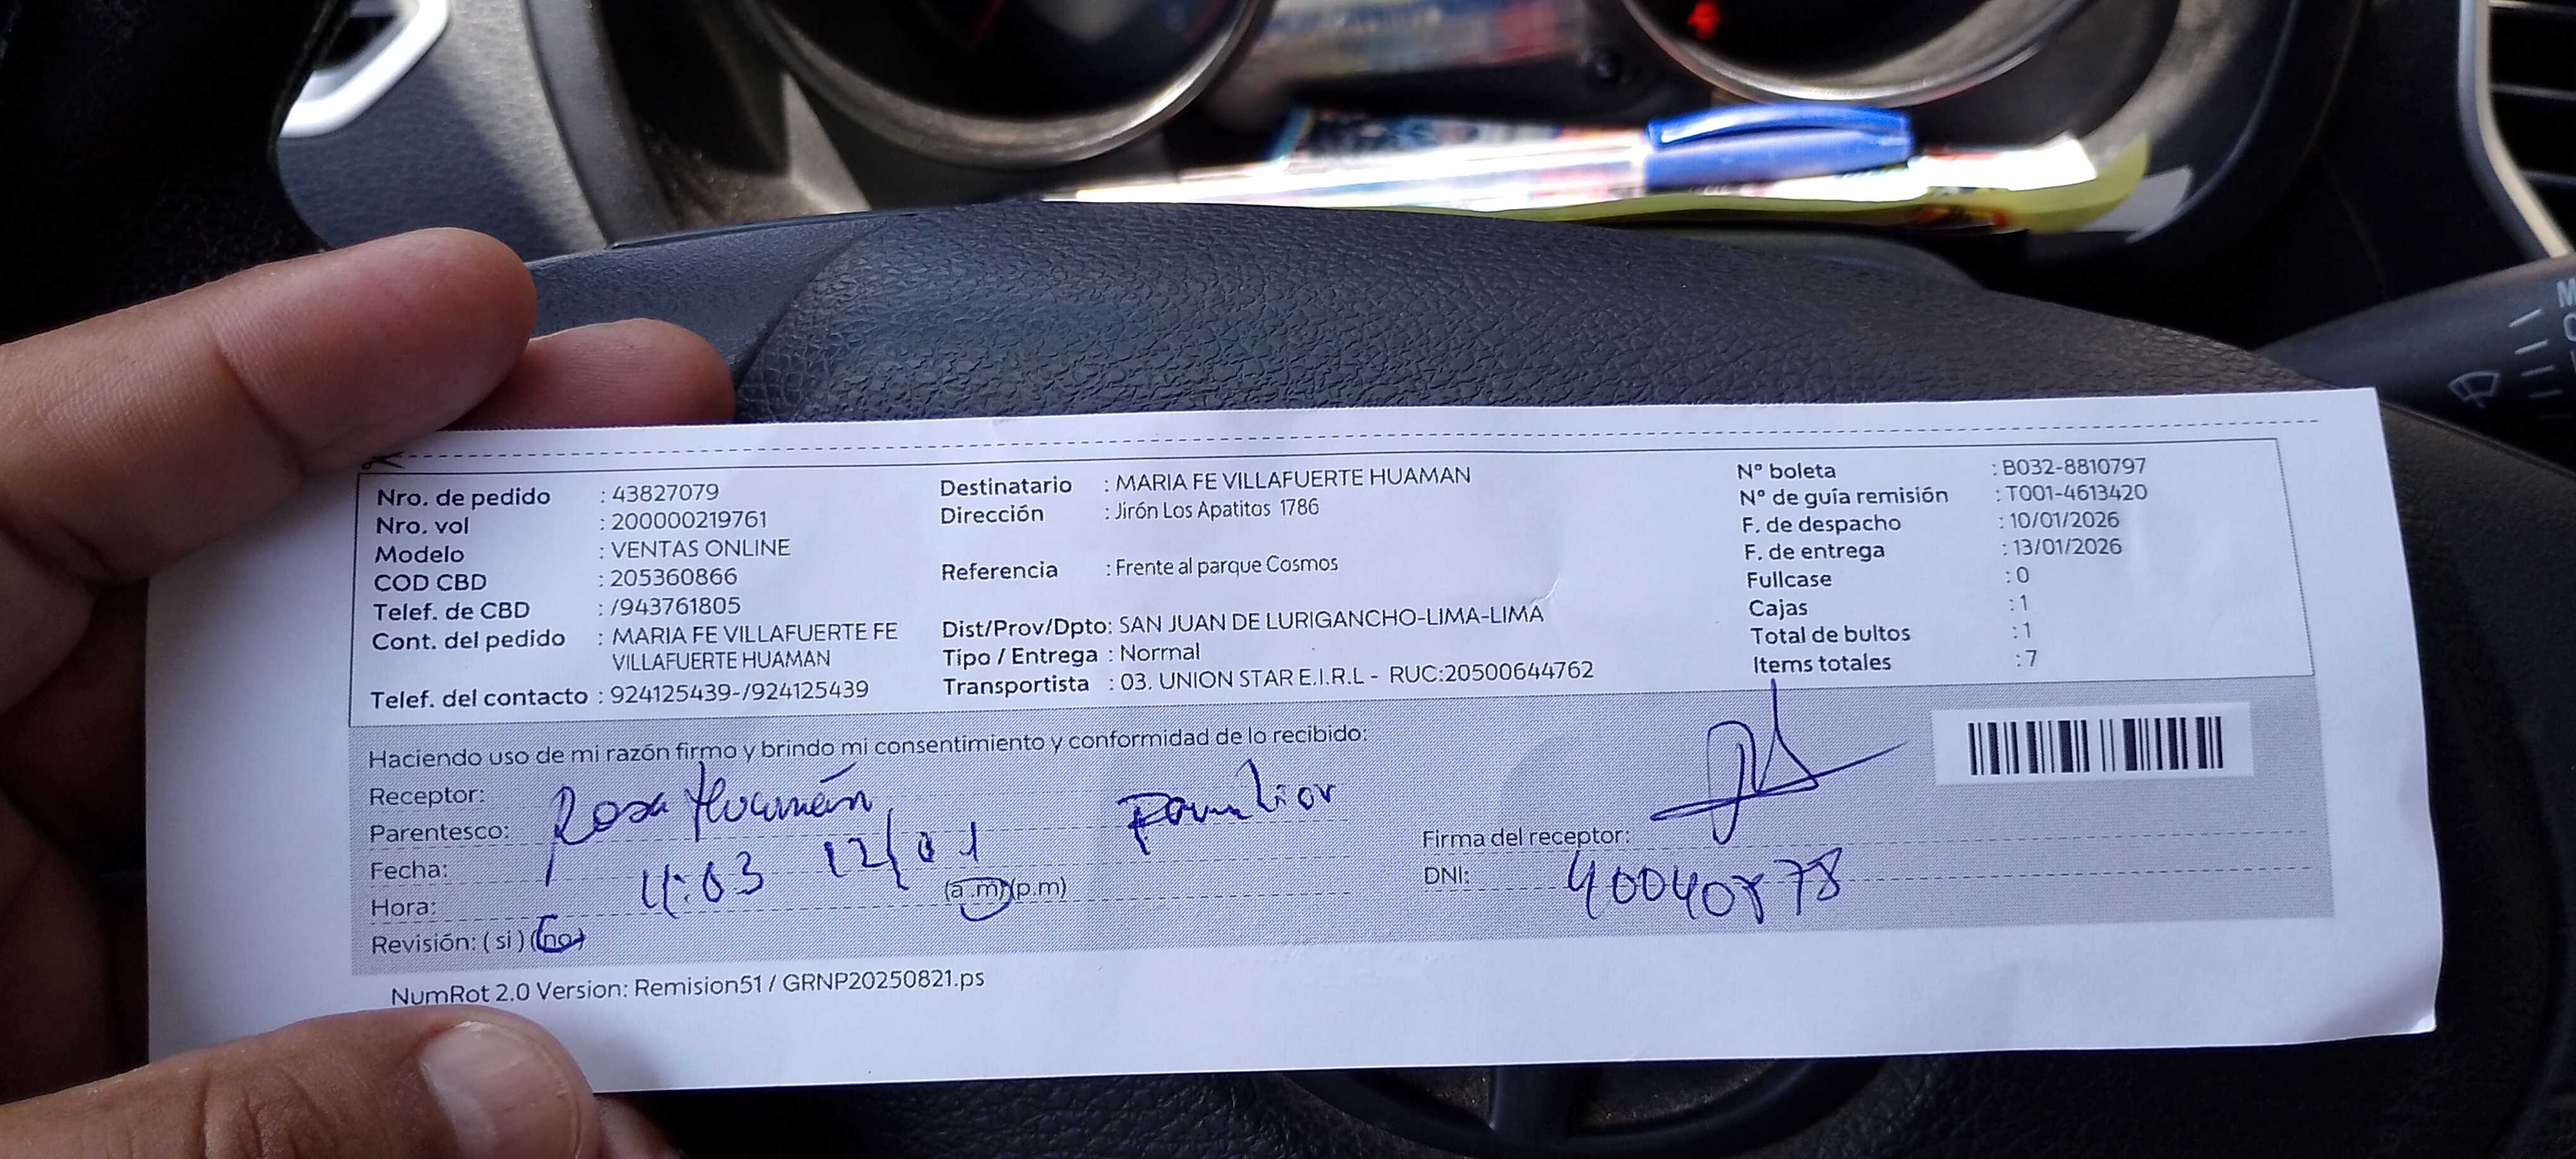 Nro. de pedido : 43827079
Nro. vol : 200000219761
Modelo : VENTAS ONLINE
COD CBD : 205360866
Telef. de CBD : /943761805
Cont. del pedido : MARIA FE VILLAFUERTE FE
VILLAFUERTE HUAMAN
Telef. del contacto : 924125439-/924125439
Destinatario : MARIA FE VILLAFUERTE HUAMAN
Dirección : Jirón Los Apatitos 1786
Referencia : Frente al parque Cosmos
Dist/Prov/Dpto: SAN JUAN DE LURIGANCHO-LIMA-LIMA
Tipo / Entrega : Normal
Transportista : 03. UNION STAR E.I.R.L - RUC:20500644762
Nº boleta : B032-8810797
Nº de guía remisión : T001-4613420
F. de despacho : 10/01/2026
F. de entrega : 13/01/2026
Fullcase : 0
Cajas : 1
Total de bultos : 1
Items totales : 7
Haciendo uso de mi razón firmo y brindo mi consentimiento y conformidad de lo recibido:
Receptor: Rosa Huamán
Parentesco: Familiar
Fecha: 12/01
Hora: 11:03 (a.m)(p.m)
Revisión: (si) (no)
Firma del receptor:
DNI: 40040878
NumRot 2.0 Version: Remision51 / GRNP20250821.ps